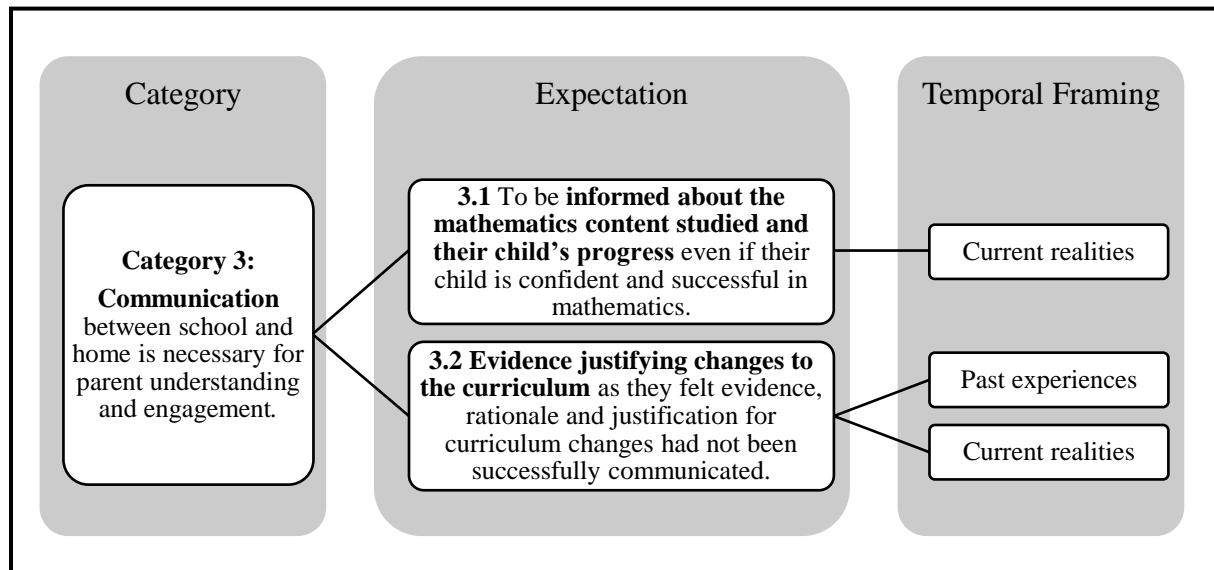 Category
Expectation
Temporal Framing
Category 3:
Communication
between school and
home is necessary for
parent understanding
and engagement.
3.1 To be informed about the
mathematics content studied and
their child’s progress even if their
child is confident and successful in
mathematics.
Current realities
3.2 Evidence justifying changes to
the curriculum as they felt evidence,
rationale and justification for
curriculum changes had not been
successfully communicated.
Past experiences
Current realities